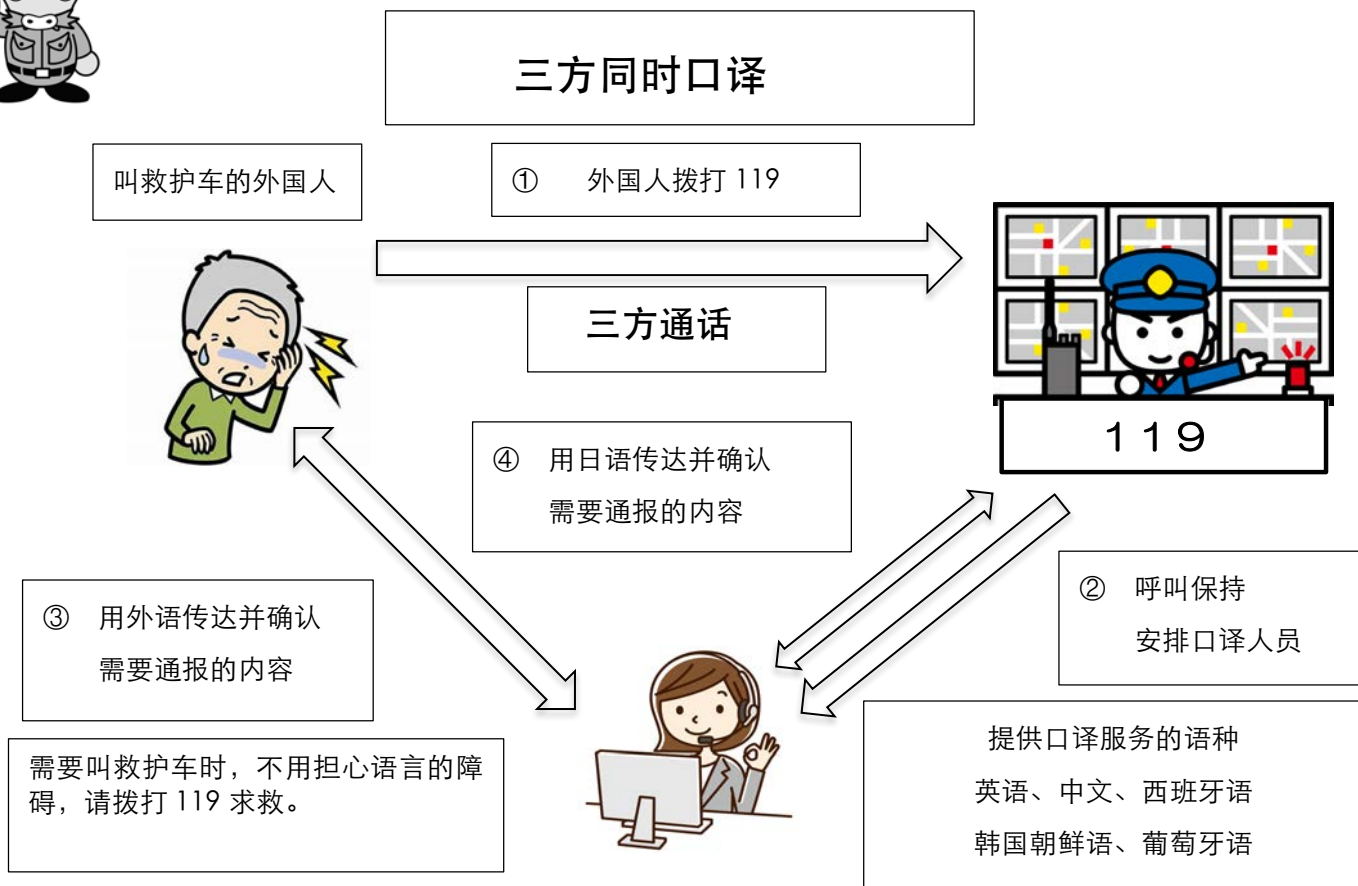 三方同时口译
叫救护车的外国人
① 外国人拨打 119
三方通话
119
④ 用日语传达并确认
需要通报的内容
② 呼叫保持
安排口译人员
③ 用外语传达并确认
需要通报的内容
需要叫救护车时，不用担心语言的障
碍，请拨打 119 求救。
提供口译服务的语种
英语、中文、西班牙语
韩国朝鲜语、葡萄牙语